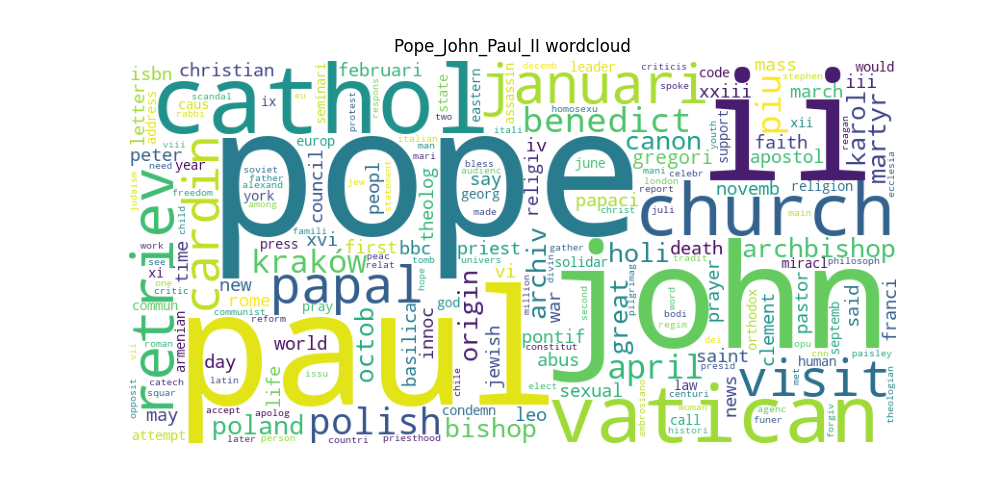 Pope_John_Paul_II wordcloud
isbn
christian
cathol
februari
januari
code
mass
would
leader
criticis
spoke
decemb
stephen
letter
address
scandal
caus
rabbi
ix
seminari
eu
protest
respons
state
two
eastern
assassin
homosexu
youth
support
xxiii
piu
ii
march
iii
reagan
karol
martyr
ecclesia
viii
italian
itali
man
mari
iv
benedict
canon
gregori
faith
xii
apostol
peter
need
year
europ
council
soviet
father
alexand
york
among
jew
peopl
statement
pope
theolog
bless
audienc
say
georg
made
religi
june
christ
papaci
mani
london
report
juli
celebr
novemb
religion
main
judaism
freedom
child
cardin
famili
church
retriev
work
see
xi
one
critic
time
commun
new
press
xvi
first
peac
relat
bbc
tomb
priest
univers
kraków
papal
hope
vi
god
origin
archiv
gather
solidar
diving
holi
death
tradit
archbishop
miracl
philosoph
pilgrimag
million
war
second
great
word
bodi
regim
prayer
john
orthodox
clement
pastor
said
franci
septemb
rome
communist
reform
pray
armenian
roman
vii
opposit
day
world
octob
basilica
innoc
jewish
pontif
constitut
abus
april
saint
dei
presid
human
opu
cnn
met
paisley
visit
theologian
catech
squar
latin
life
issu
paul
chile
elect
sexual
law
centuri
news
woman
agenc
funer
forgiv
may
attempt
accept
apolog
later
person
poland
countri
polish
priesthood
condemn
leo
bishop
vatican
ambrosiano
call
histori